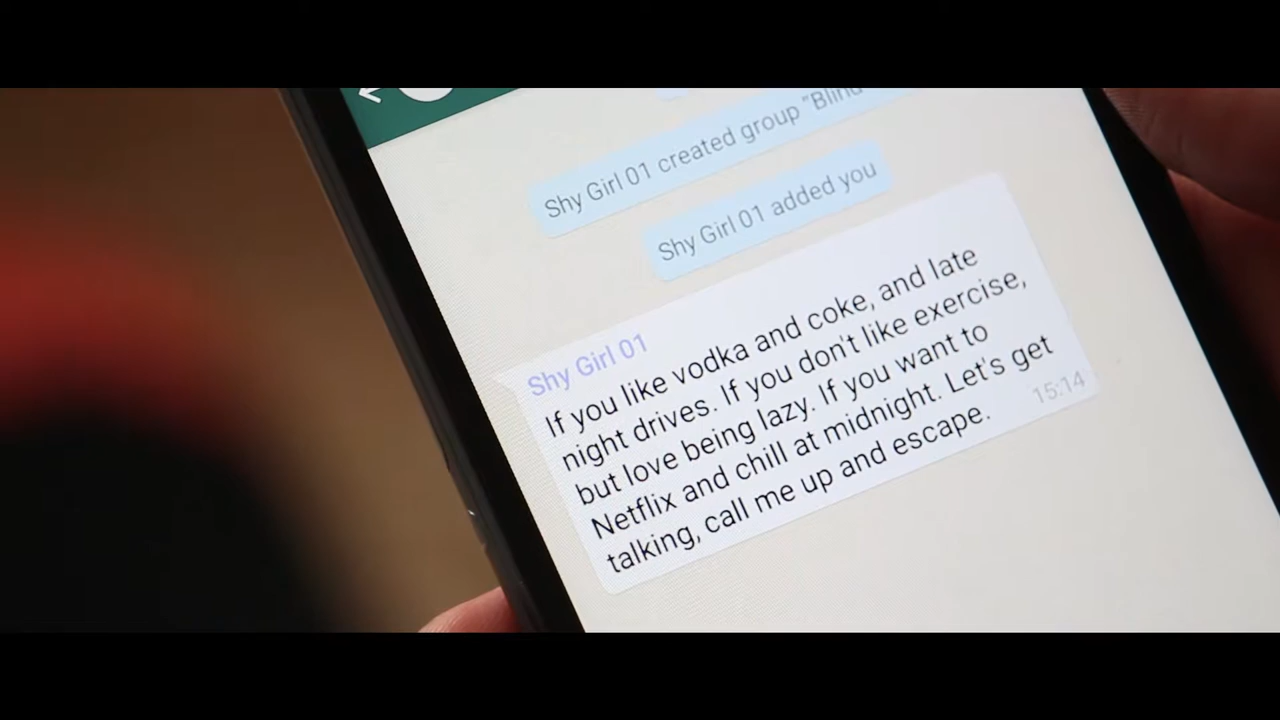 Shy Girl 01 created group "Blind
Shy Girl 01 added you
Shy Girl 01
If you like vodka and coke, and late
night drives. If you don't like exercise,
but love being lazy. If you want to
Netflix and chill at midnight. Let's get
talking, call me up and escape.
15:14